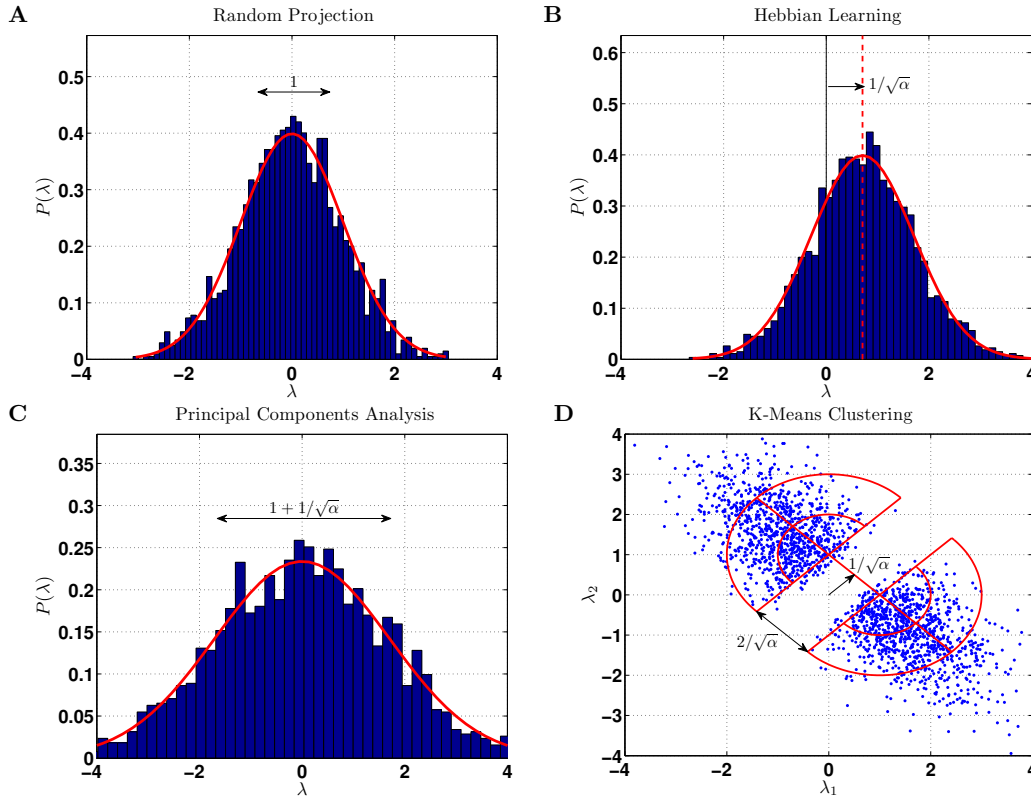 A
Random Projection
0.5
0.4
0.3
0.2
0.1
0
−4
−2
0
2
4
P(λ)
λ
1
B
Hebbian Learning
0.6
0.5
0.4
0.3
0.2
0.1
0
−4
−2
0
2
4
P(λ)
λ
1/√α
C
Principal Components Analysis
0.35
0.3
0.25
0.2
0.15
0.1
0.05
0
−4
−2
0
2
4
P(λ)
λ
1 + 1/√α
D
K-Means Clustering
4
3
2
1
0
−1
−2
−3
−4
−4
−2
0
2
4
λ₂
λ₁
1/√α
2/√α